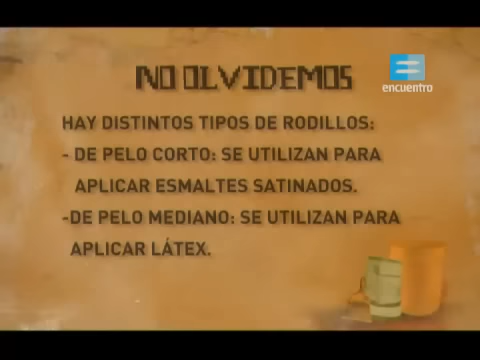 NO OLVIDEMOS
encuentro
HAY DISTINTOS TIPOS DE RODILLOS:
- DE PELO CORTO: SE UTILIZAN PARA
APLICAR ESMALTES SATINADOS.
-DE PELO MEDIANO: SE UTILIZAN PARA
APLICAR LÁTEX.